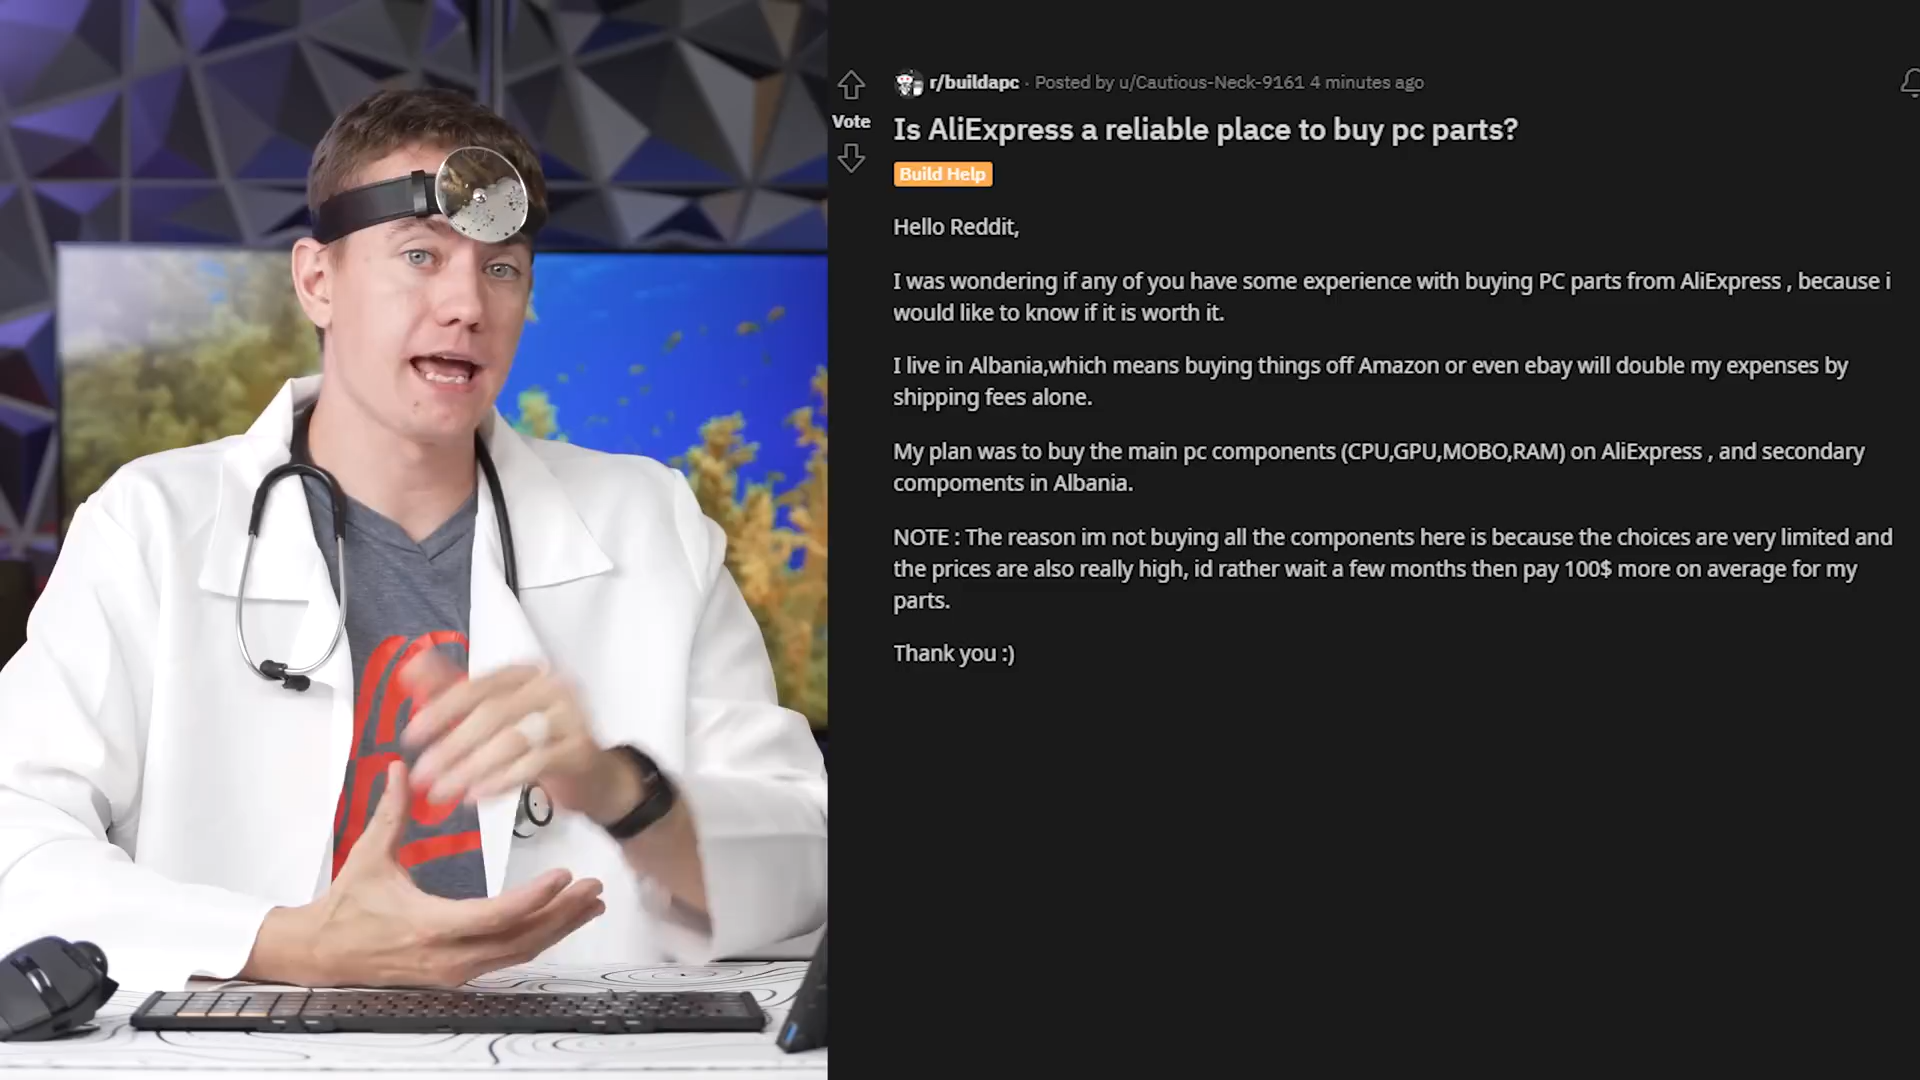 r/buildapc · Posted by u/Cautious-Neck-9161 4 minutes ago
Vote
Is AliExpress a reliable place to buy pc parts?
Build Help
Hello Reddit,
I was wondering if any of you have some experience with buying PC parts from AliExpress , because i
would like to know if it is worth it.
I live in Albania,which means buying things off Amazon or even ebay will double my expenses by
shipping fees alone.
My plan was to buy the main pc components (CPU,GPU,MOBO,RAM) on AliExpress , and secondary
compoments in Albania.
NOTE : The reason im not buying all the components here is because the choices are very limited and
the prices are also really high, id rather wait a few months then pay 100$ more on average for my
parts.
Thank you :)